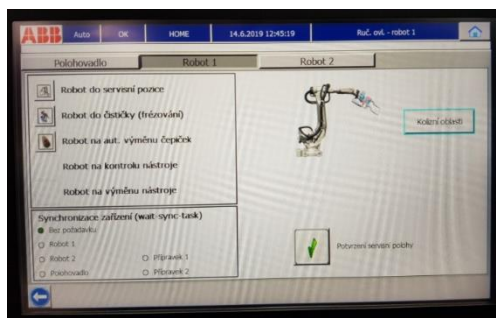 ABB Auto OK HOME 14.6.2019 12:45:19 Ruč. ovl. - robot 1
Polohovadlo Robot 1 Robot 2
Robot do servisní pozice
Robot do čističky (frézování)
Robot na aut. výměnu čepiček
Robot na kontrolu nástroje
Robot na výměnu nástroje
Kolizní oblasti
Synchronizace zařízení (wait-sync-task)
Bez požadavku
Robot 1
Robot 2 Přípravek 1
Polohovadlo Přípravek 2
Potvrzení servisní polohy